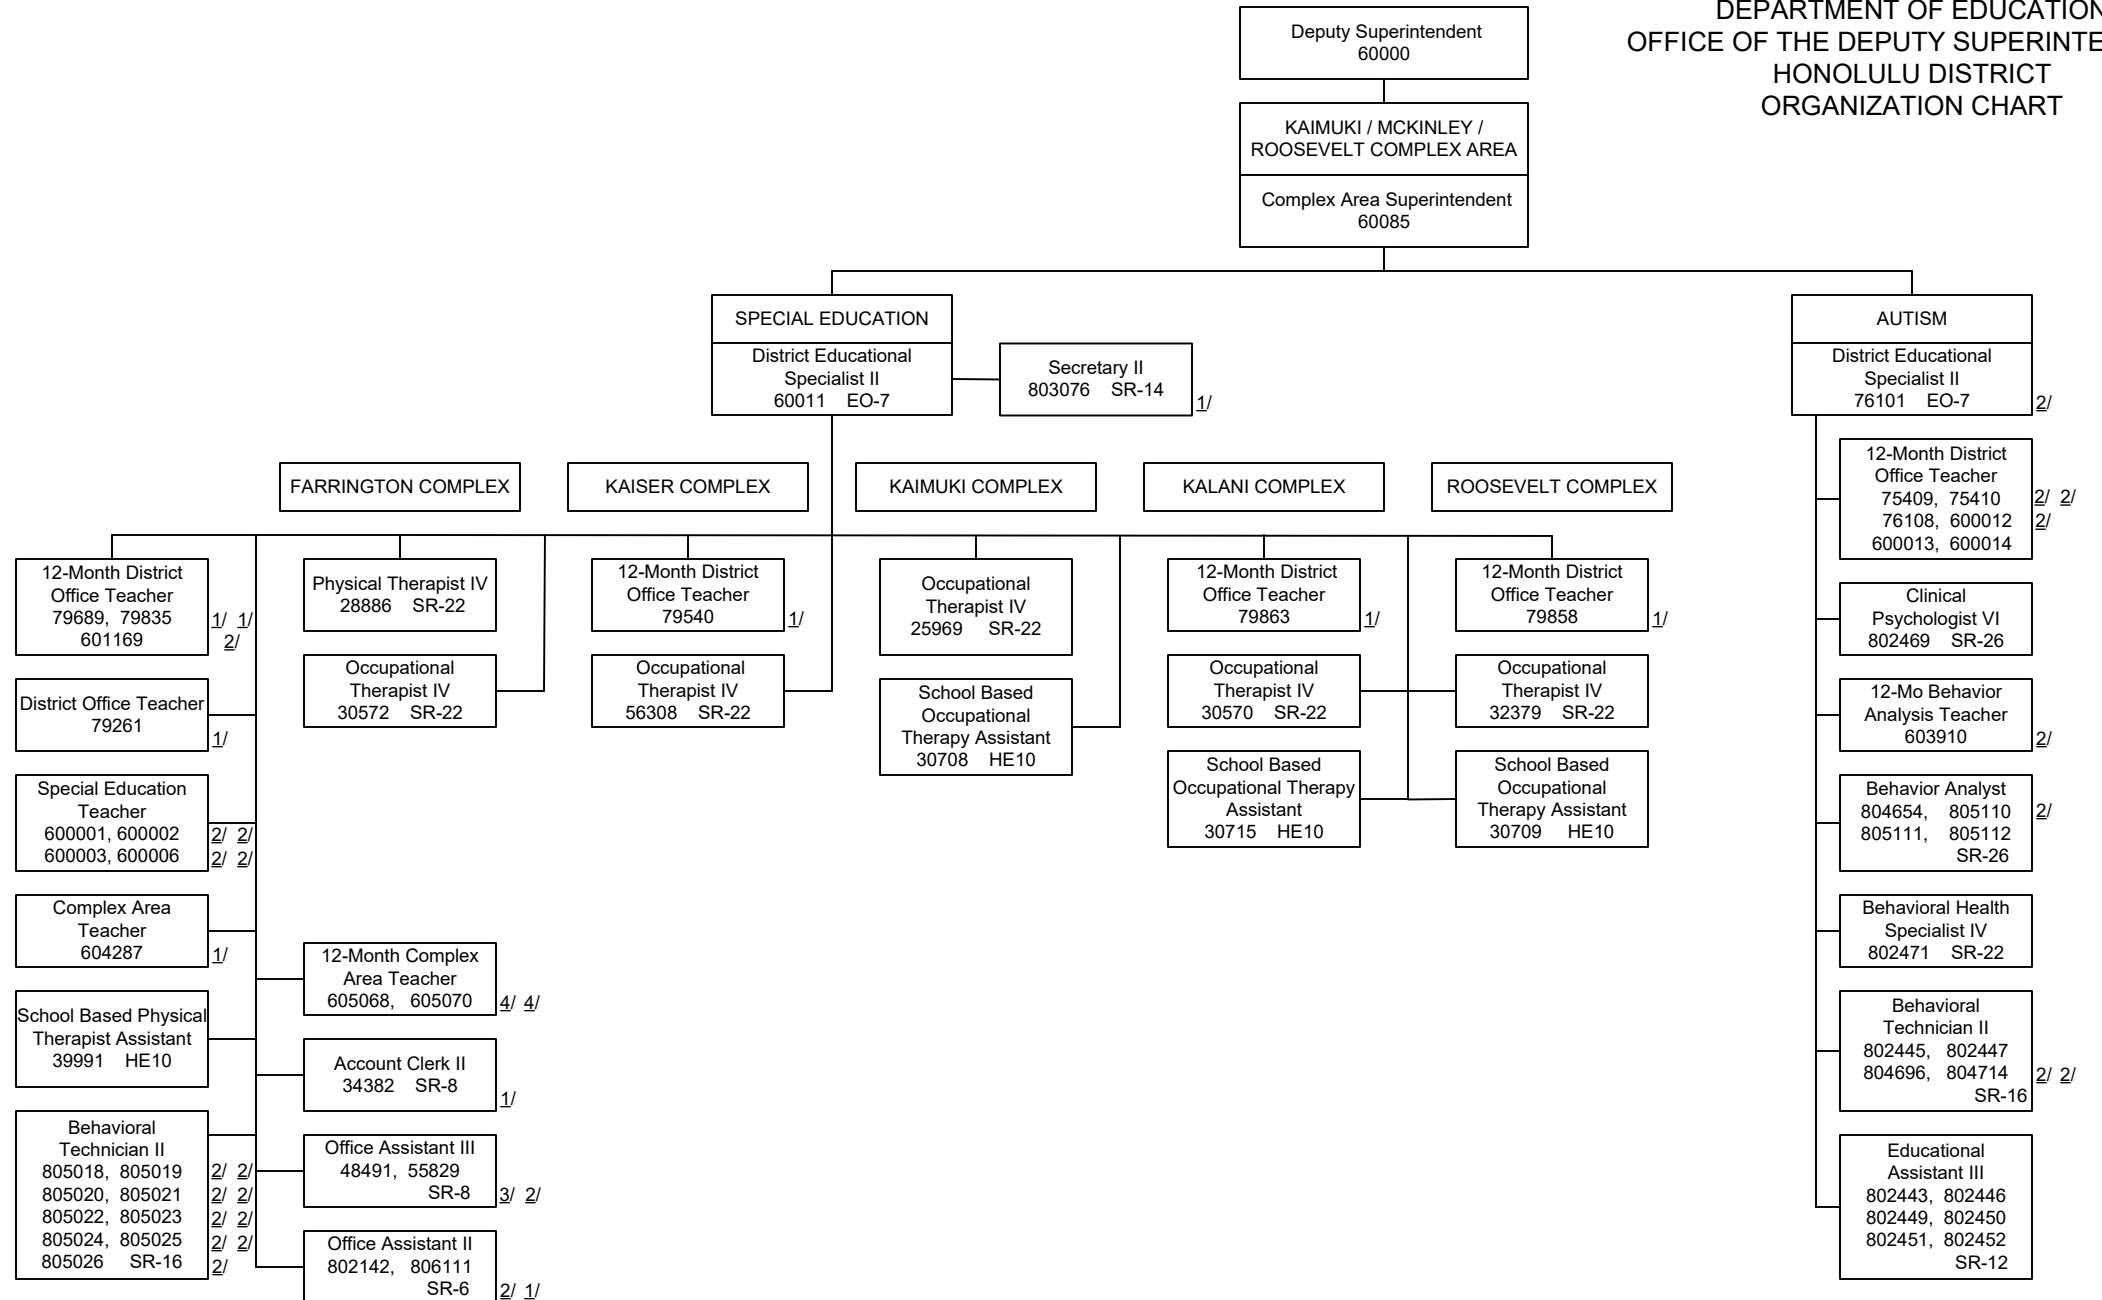 DEPARTMENT OF EDUCATION
OFFICE OF THE DEPUTY
HONOLULU DISTRICT
ORGANIZATION CHART
Deputy Superintendent
60000
KAIMUKI / MCKINLEY /
ROOSEVELT COMPLEX AREA
Complex Area Superintendent
60085
SPECIAL EDUCATION
District Educational
Specialist II
60011 EO-7
Secretary II
803076 SR-14
1/
AUTISM
District Educational
Specialist II
76101 EO-7
2/
FARRINGTON COMPLEX
KAISER COMPLEX
KAIMUKI COMPLEX
KALANI COMPLEX
ROOSEVELT COMPLEX
12-Month District
Office Teacher
79689, 79835 1/ 1/
601169 2/
District Office Teacher
79261
1/
Special Education
Teacher
600001, 600002 2/ 2/
600003, 600006 2/ 2/
Complex Area
Teacher
604287 1/
School Based Physical
Therapist Assistant
39991 HE10
Behavioral
Technician II
805018, 805019 2/ 2/
805020, 805021 2/ 2/
805022, 805023 2/ 2/
805024, 805025 2/ 2/
805026 SR-16 2/
Physical Therapist IV
28886 SR-22
Occupational
Therapist IV
30572 SR-22
12-Month Complex
Area Teacher
605068, 605070 4/ 4/
Account Clerk II
34382 SR-8
1/
Office Assistant III
48491, 55829
SR-8 3/ 2/
Office Assistant II
802142, 806111
SR-6 2/ 1/
12-Month District
Office Teacher
79540 1/
Occupational
Therapist IV
56308 SR-22
Occupational
Therapist IV
25969 SR-22
School Based
Occupational
Therapy Assistant
30708 HE10
12-Month District
Office Teacher
79863 1/
Occupational
Therapist IV
30570 SR-22
School Based
Occupational Therapy
Assistant
30715 HE10
12-Month District
Office Teacher
79858 1/
Occupational
Therapist IV
32379 SR-22
School Based
Occupational
Therapy Assistant
30709 HE10
12-Month District
Office Teacher
75409, 75410 2/ 2/
76108, 600012 2/
600013, 600014
Clinical
Psychologist VI
802469 SR-26
12-Mo Behavior
Analysis Teacher
603910 2/
Behavior Analyst
804654, 805110 2/
805111, 805112
SR-26
Behavioral Health
Specialist IV
802471 SR-22
Behavioral
Technician II
802445, 802447
804696, 804714 2/ 2/
SR-16
Educational
Assistant III
802443, 802446
802449, 802450
802451, 802452
SR-12